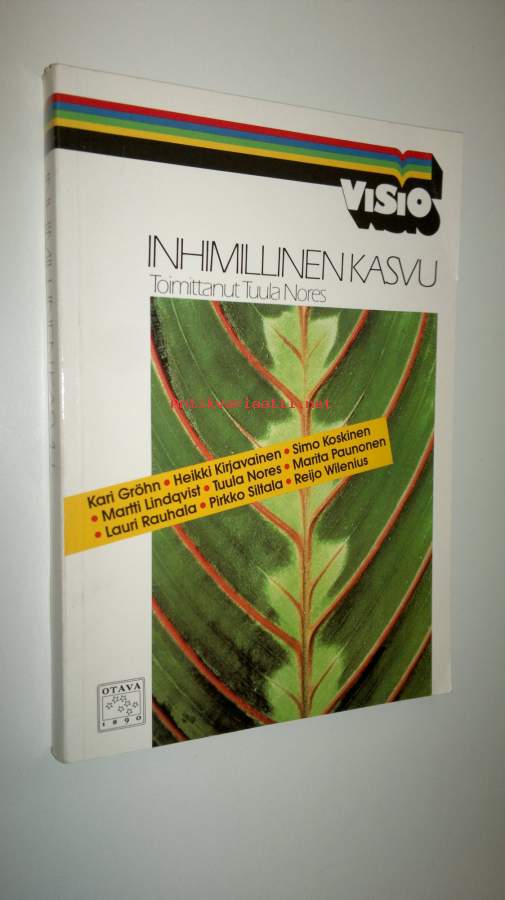 VISIO
INHIMILLINEN KASVU
Toimittanut Tuula Nores
Antikvariaatti.net
Kari Gröhn • Heikki Kirjavainen • Simo Koskinen
• Martti Lindqvist • Tuula Nores • Marita Paunonen
• Lauri Rauhala • Pirkko Siltala • Reijo Wilenius
OTAVA
1890